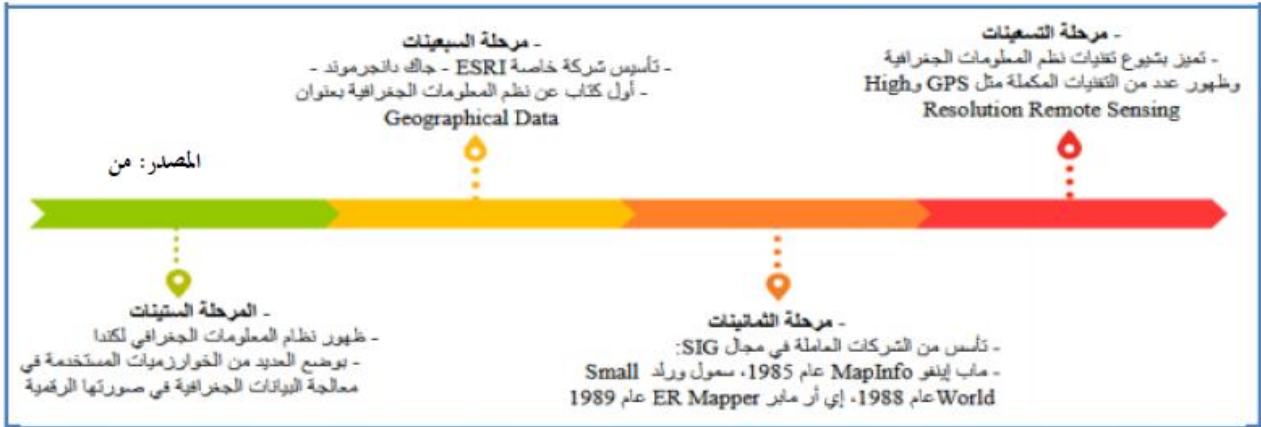 - مرحلة السبعينات
- تأسيس شركة خاصة ESRI - جاك دانجرموند -
- أول كتاب عن نظم المعلومات الجغرافية بعنوان
Geographical Data
- مرحلة التسعينات
- تميز بشيوع تقنيات نظم المعلومات الجغرافية
وظهور عدد من التقنيات المكملة مثل GPS وHigh
Resolution Remote Sensing
المصدر: من
- المرحلة الستينات
- ظهور نظام المعلومات الجغرافي لكندا
- بوضع العديد من الخوارزميات المستخدمة في
معالجة البيانات الجغرافية في صورتها الرقمية
- مرحلة الثمانينات
- تأسس من الشركات العاملة في مجال SIG:
- ماب إينفو MapInfo عام 1985، سمول ورلد Small
World عام 1988، إي أر مابر ER Mapper عام 1989